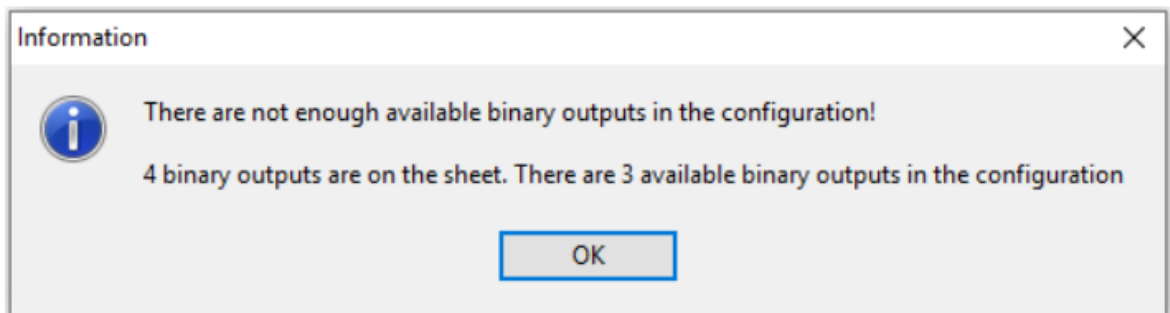 Information
There are not enough available binary outputs in the configuration!
4 binary outputs are on the sheet. There are 3 available binary outputs in the configuration
OK